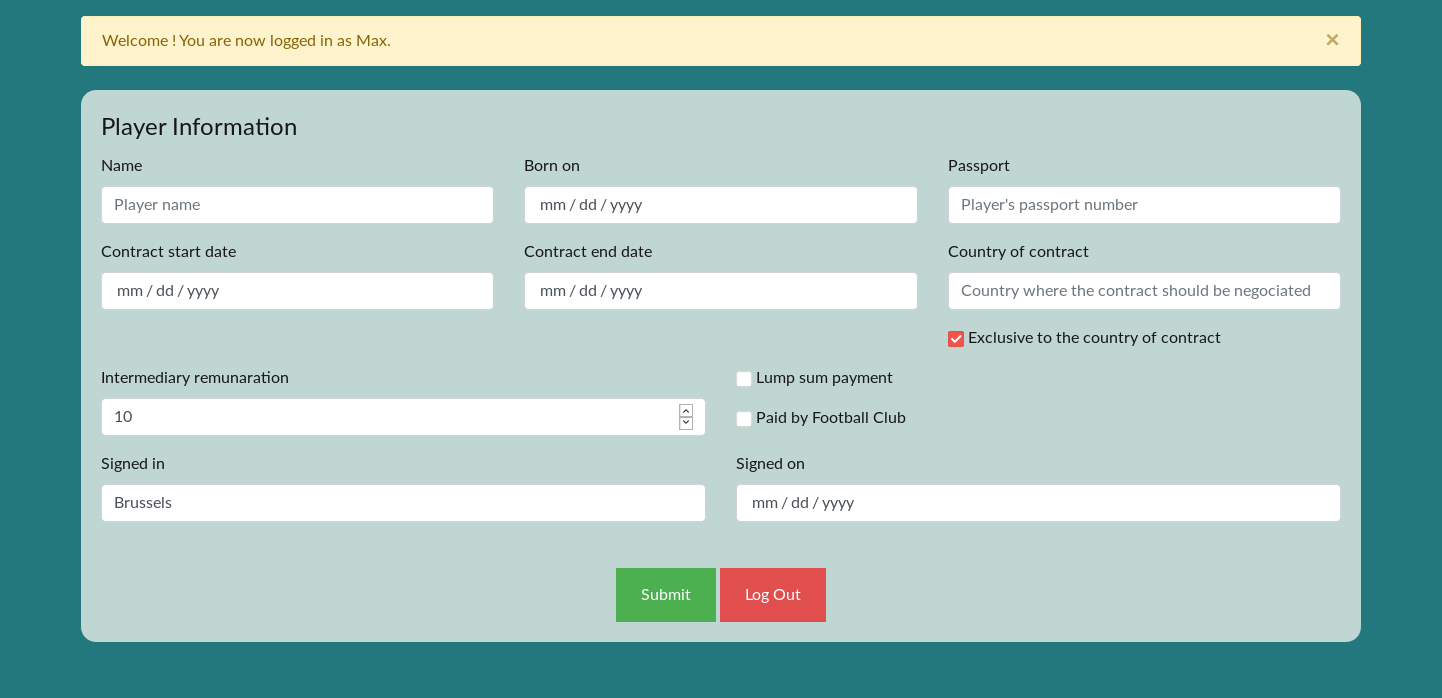 Welcome ! You are now logged in as Max. ×
Player Information
Name Born on Passport
Player name mm / dd / yyyy Player's passport number
Contract start date Contract end date Country of contract
mm / dd / yyyy mm / dd / yyyy Country where the contract should be negociated
Exclusive to the country of contract
Intermediary remunaration Lump sum payment
10 Paid by Football Club
Signed in Signed on
Brussels mm / dd / yyyy
Submit Log Out